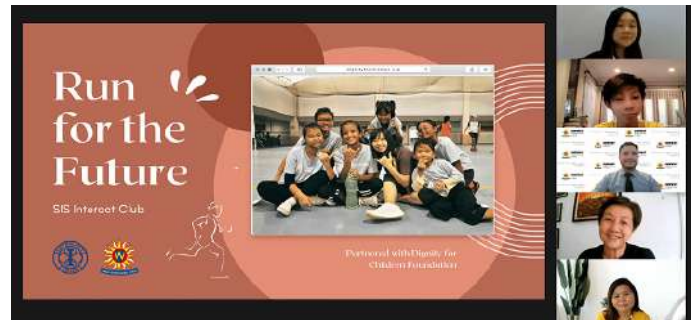 Run
for the
Future
SIS Interact Club
Partnered with Dignity for
Children Foundation